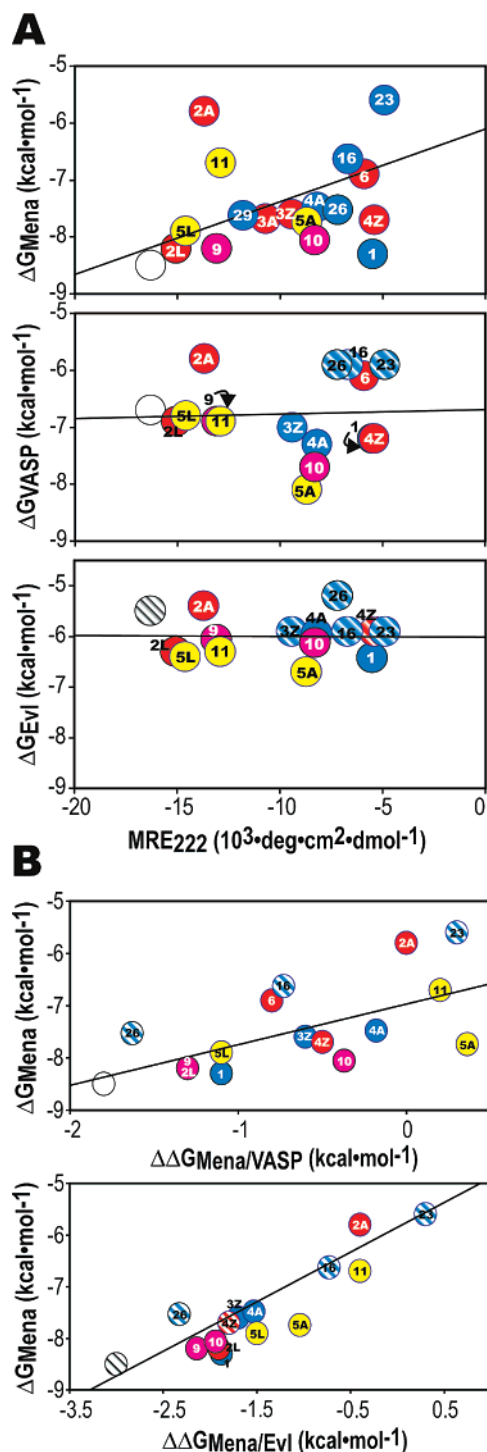 A
ΔGMena (kcal•mol-1)
-5
-6
-7
-8
-9
2A
11
23
16
6
29
3A
3Z
4A
26
4Z
5L
2L
9
5A
10
1
ΔGVASP (kcal•mol-1)
-5
-6
-7
-8
-9
2A
26
16
6
23
9
5L
2L
11
3Z
4A
1
4Z
10
5A
ΔGEvl (kcal•mol-1)
-5
-6
-7
-8
-9
2A
26
2L
5L
9
11
3Z
4A
10
16
4Z
23
1
5A
-20
-15
-10
-5
0
MRE222 (103•deg•cm2•dmol-1)
B
ΔGMena (kcal•mol-1)
-5
-6
-7
-8
-9
23
2A
16
6
11
26
3Z
4Z
4A
5A
5L
9
2L
1
10
-2
-1
0
ΔΔGMena/VASP (kcal•mol-1)
ΔGMena (kcal•mol-1)
-5
-6
-7
-8
-9
23
2A
16
11
26
3Z
4A
4Z
5L
5A
10
9
2L
1
-3.5
-1.5
-0.5
0.5
ΔΔGMena/Evl (kcal•mol-1)